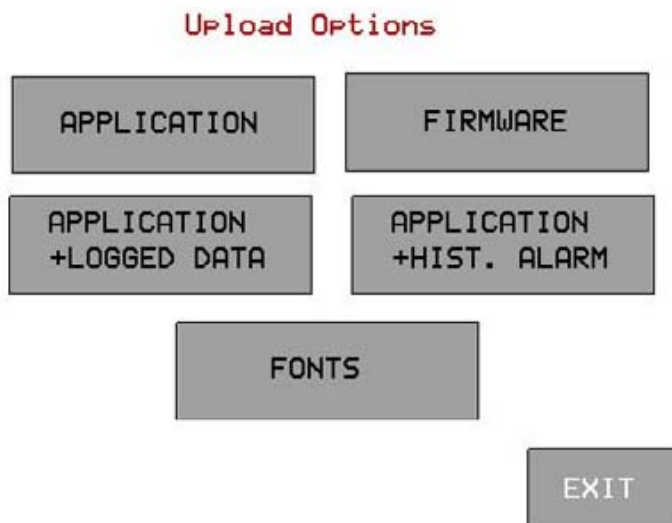 Upload Options
APPLICATION
FIRMWARE
APPLICATION
+LOGGED DATA
APPLICATION
+HIST. ALARM
FONTS
EXIT